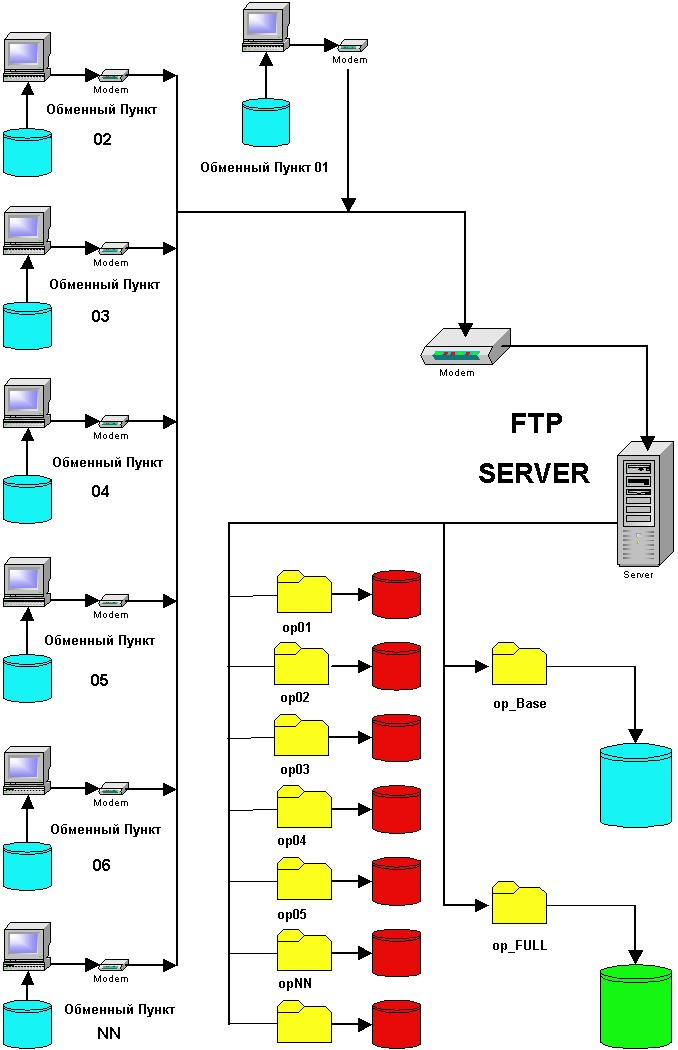 Modem
Обменный Пункт 01
Modem
Обменный Пункт
02
Modem
Обменный Пункт
03
Modem
Modem
FTP
SERVER
Modem
Обменный Пункт
04
Server
Modem
Обменный Пункт
05
op01
op02
op_Base
op03
Modem
Обменный Пункт
06
op04
op05
op_FULL
opNN
Modem
Обменный Пункт
NN